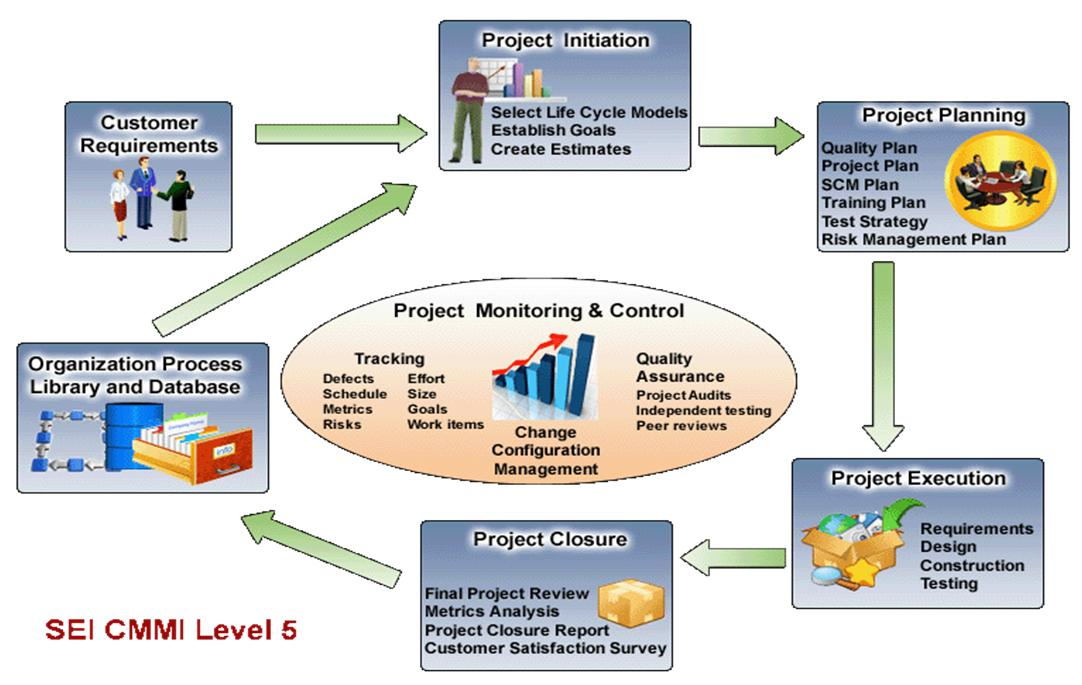 Project Initiation
Select Life Cycle Models
Establish Goals
Create Estimates
Customer
Requirements
Project Planning
Quality Plan
Project Plan
SCM Plan
Training Plan
Test Strategy
Risk Management Plan
Project Monitoring & Control
Tracking
Defects
Schedule
Metrics
Risks
Effort
Size
Goals
Work items
Change
Configuration
Management
Quality
Assurance
Project Audits
Independent testing
Peer reviews
Organization Process
Library and Database
info
Project Execution
Requirements
Design
Construction
Testing
Project Closure
Final Project Review
Metrics Analysis
Project Closure Report
Customer Satisfaction Survey
SEI CMMI Level 5